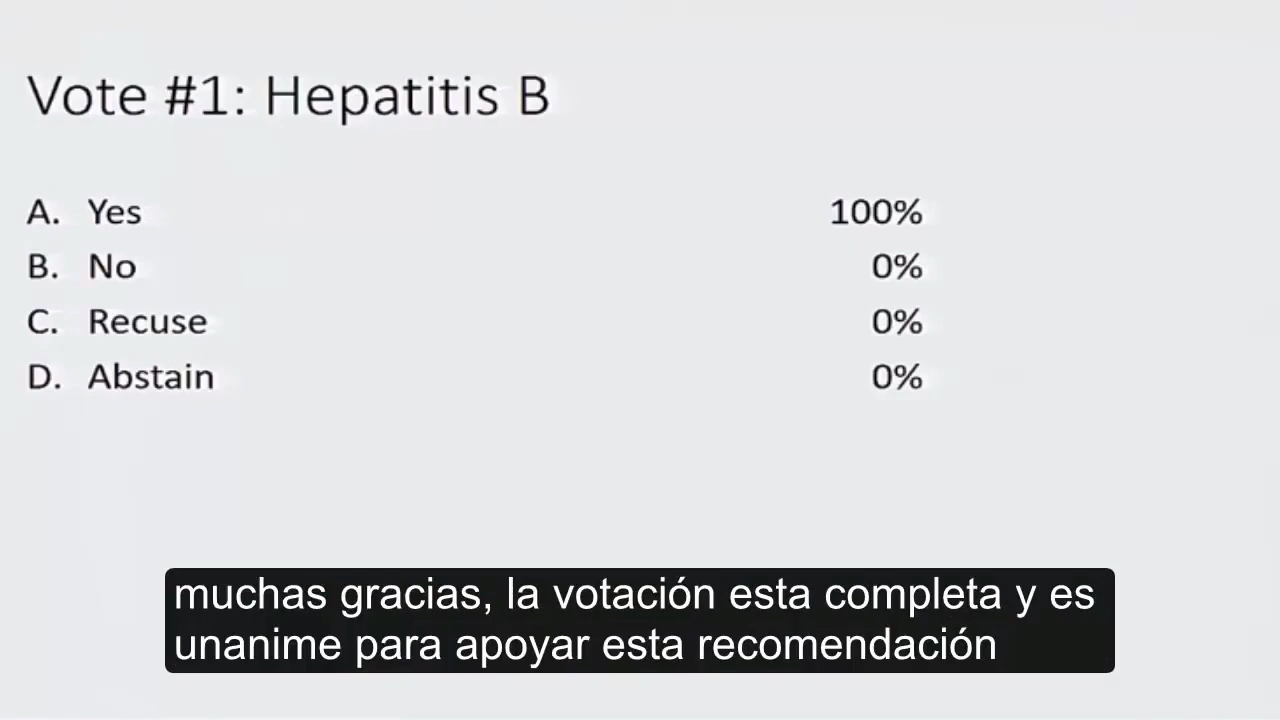 Vote #1: Hepatitis B
A. Yes 100%
B. No 0%
C. Recuse 0%
D. Abstain 0%
muchas gracias, la votación esta completa y es
unanime para apoyar esta recomendación